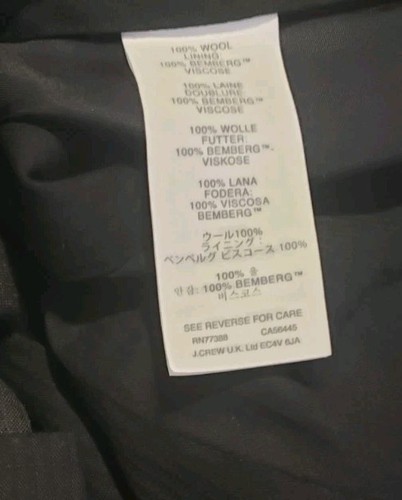 100% WOOL
LINING
100% BEMBERG™
VISCOSE
100% LAINE
DOUBLURE
100% BEMBERG™
VISCOSE
100% WOLLE
FUTTER:
100% BEMBERG™-
VISKOSE
100% LANA
FODERA:
100% VISCOSA
BEMBERG™
ウール100%
ライニング:
ベンベルグ ビスコース 100%
100% 울
안감: 100% BEMBERG™
비스코스
SEE REVERSE FOR CARE
RN77388 CA56445
J.CREW U.K. Ltd EC4V 6JA